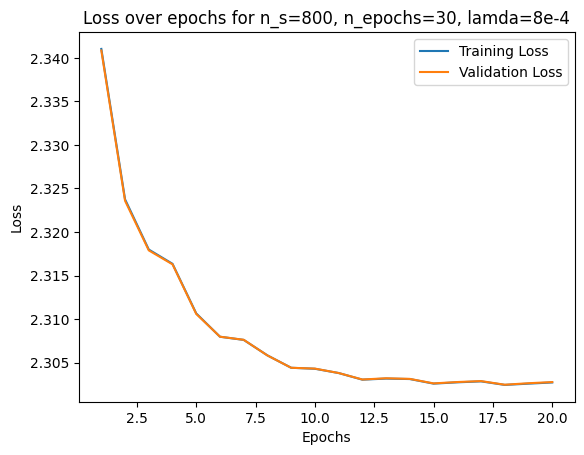 Loss over epochs for n_s=800, n_epochs=30, lamda=8e-4
Training Loss
Validation Loss
2.340
2.335
2.330
2.325
2.320
2.315
2.310
2.305
Loss
2.5 5.0 7.5 10.0 12.5 15.0 17.5 20.0
Epochs